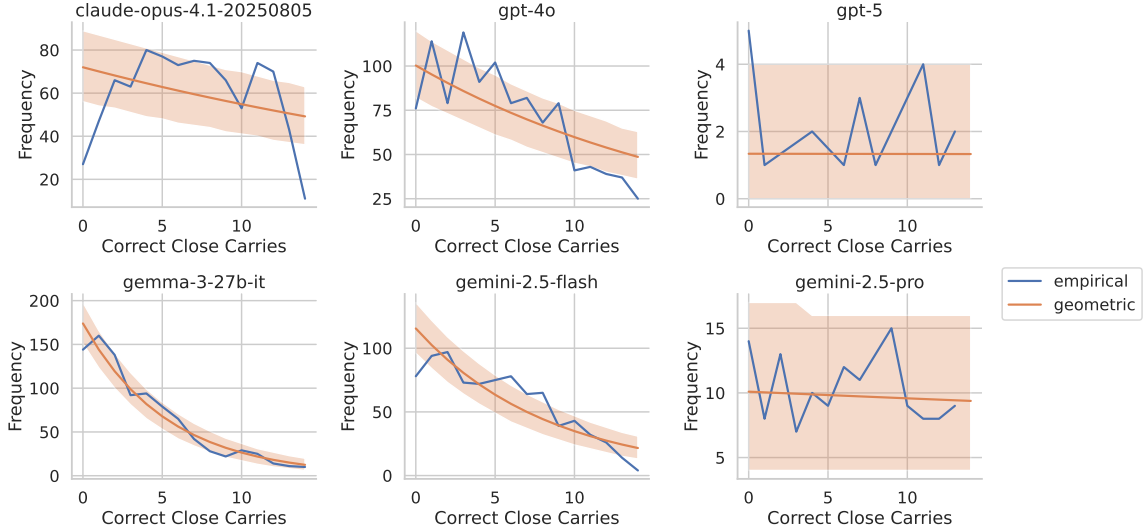 claude-opus-4.1-20250805
80
60
40
20
Frequency
0 5 10
Correct Close Carries
gpt-4o
100
75
50
25
Frequency
0 5 10
Correct Close Carries
gpt-5
4
2
0
Frequency
0 5 10
Correct Close Carries
gemma-3-27b-it
200
150
100
50
0
Frequency
0 5 10
Correct Close Carries
gemini-2.5-flash
100
50
0
Frequency
0 5 10
Correct Close Carries
gemini-2.5-pro
15
10
5
Frequency
0 5 10
Correct Close Carries
empirical
geometric